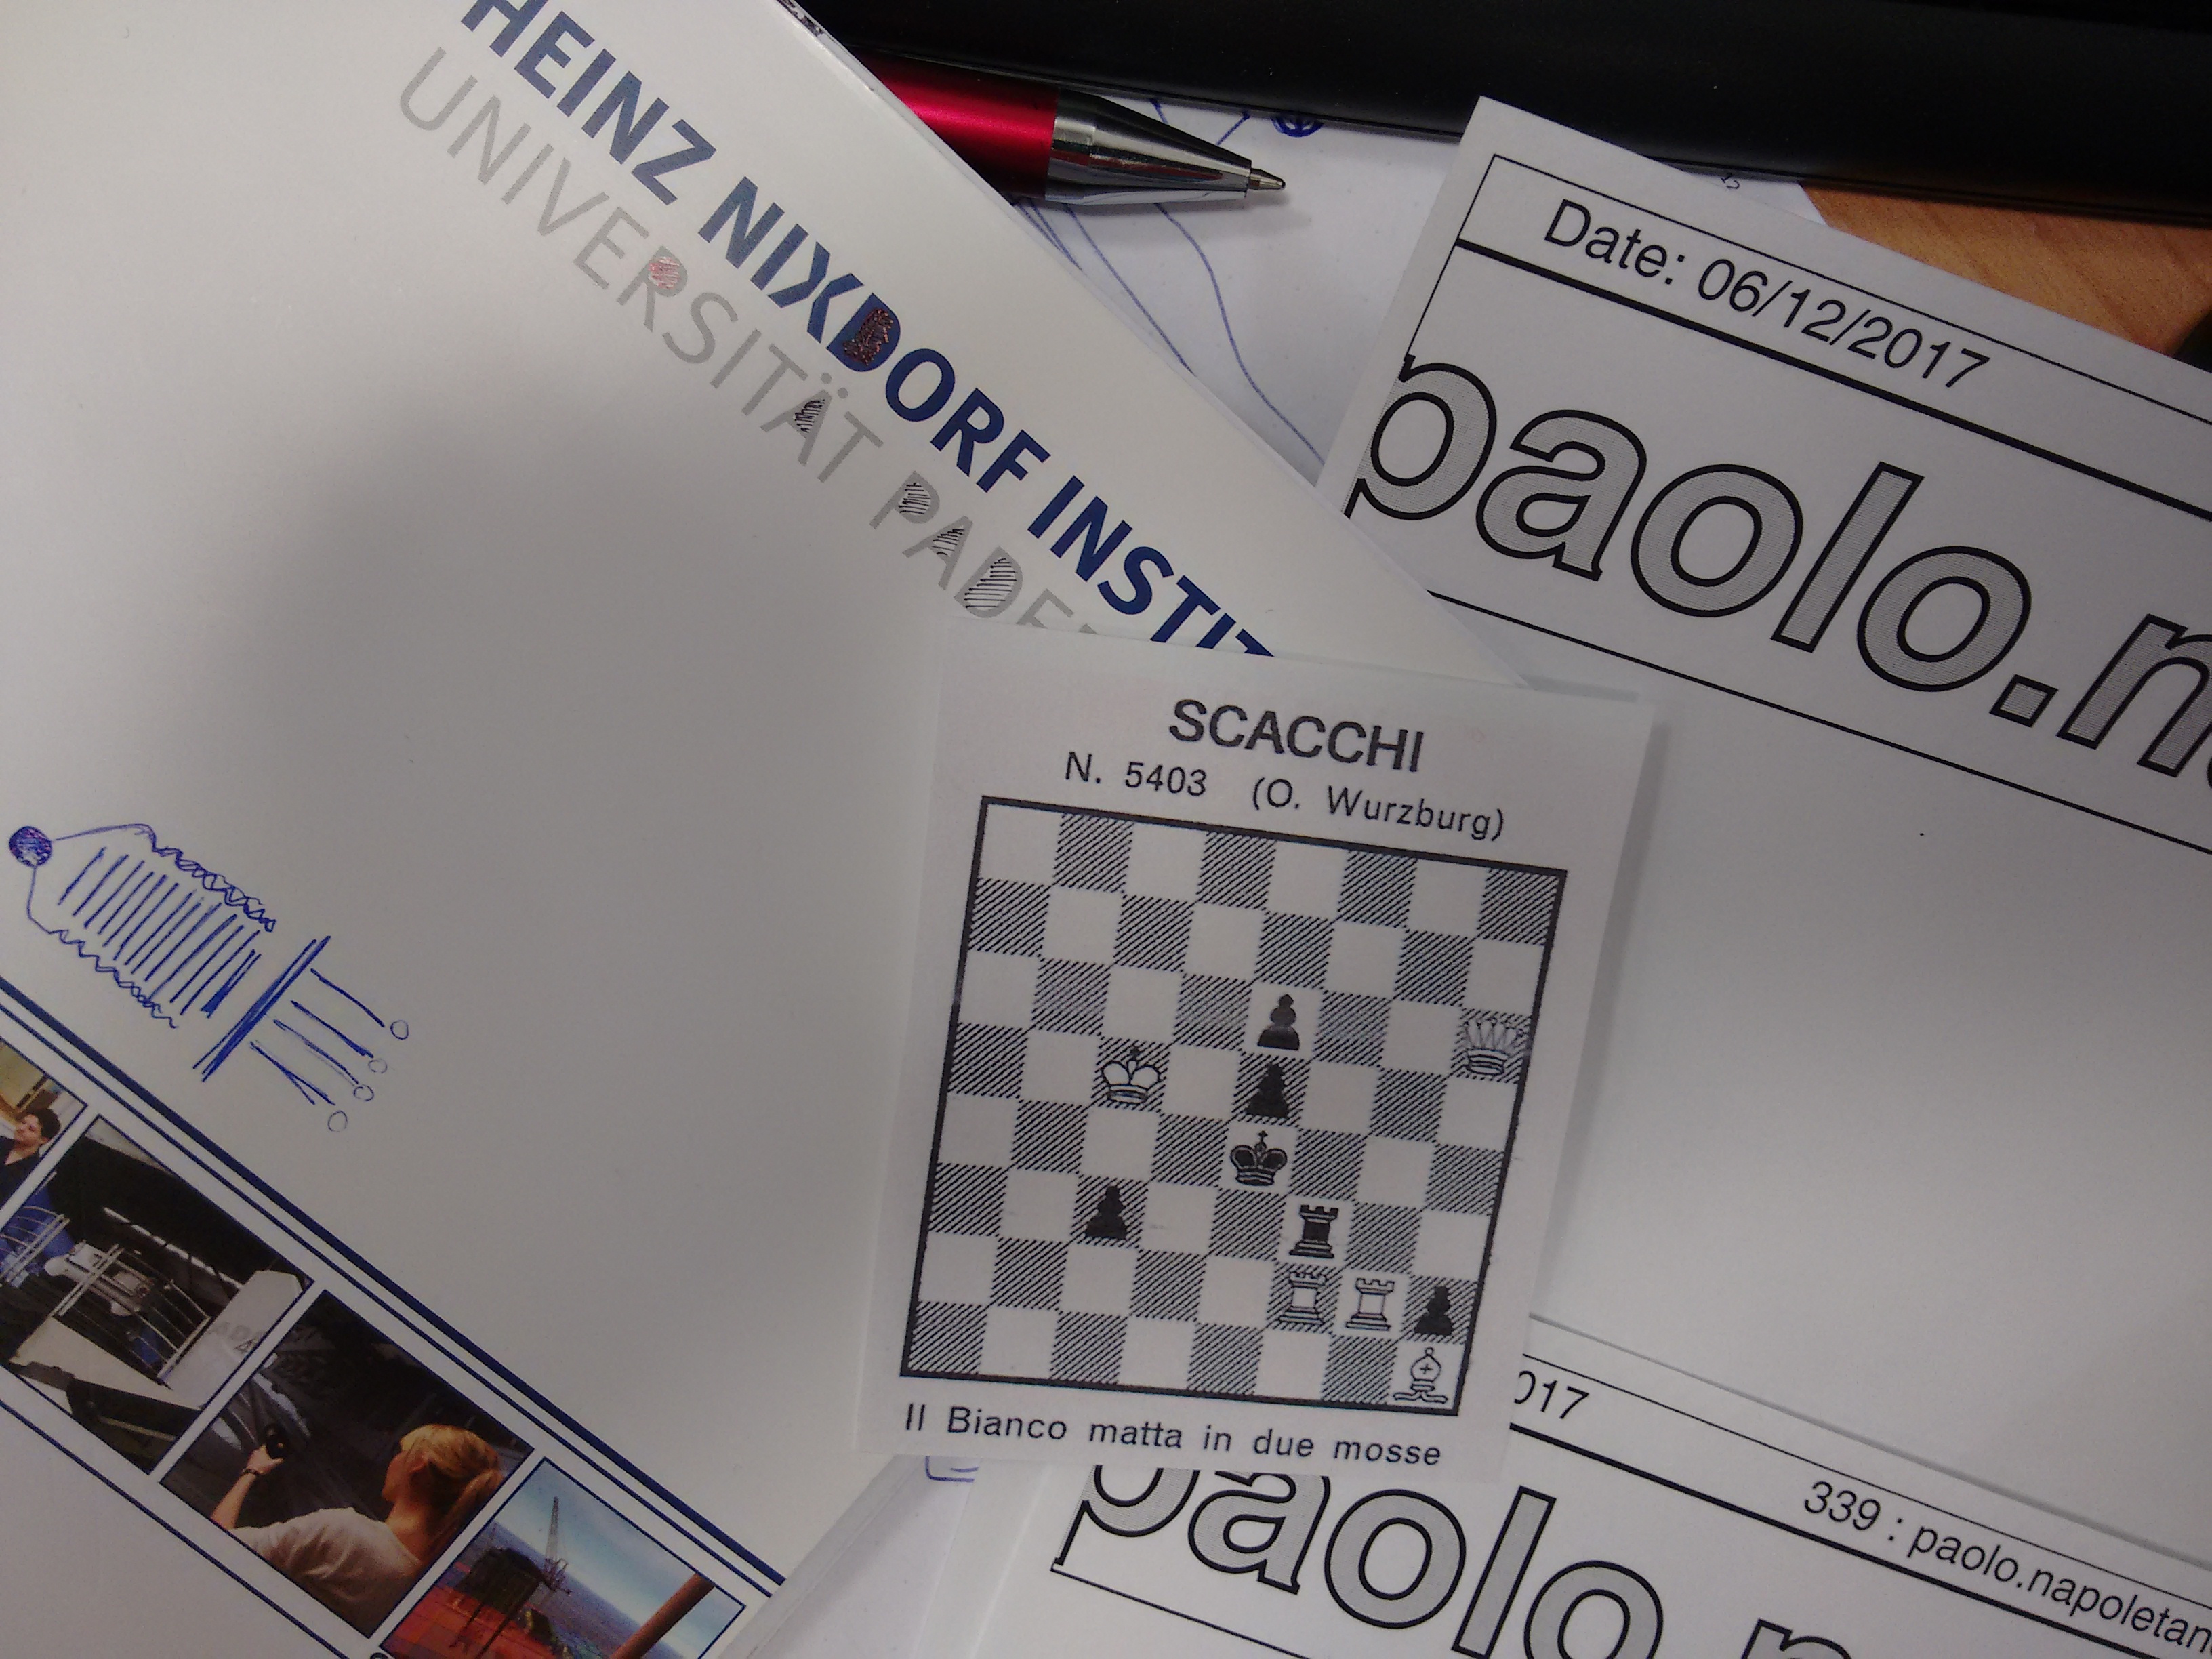 HEINZ NIXDORF INSTIT
UNIVERSITÄT PADE
Date: 06/12/2017
paolo.n
SCACCHI
N. 5403 (O. Wurzburg)
Il Bianco matta in due mosse
017
339 : paolo.napoletan
paolo.n